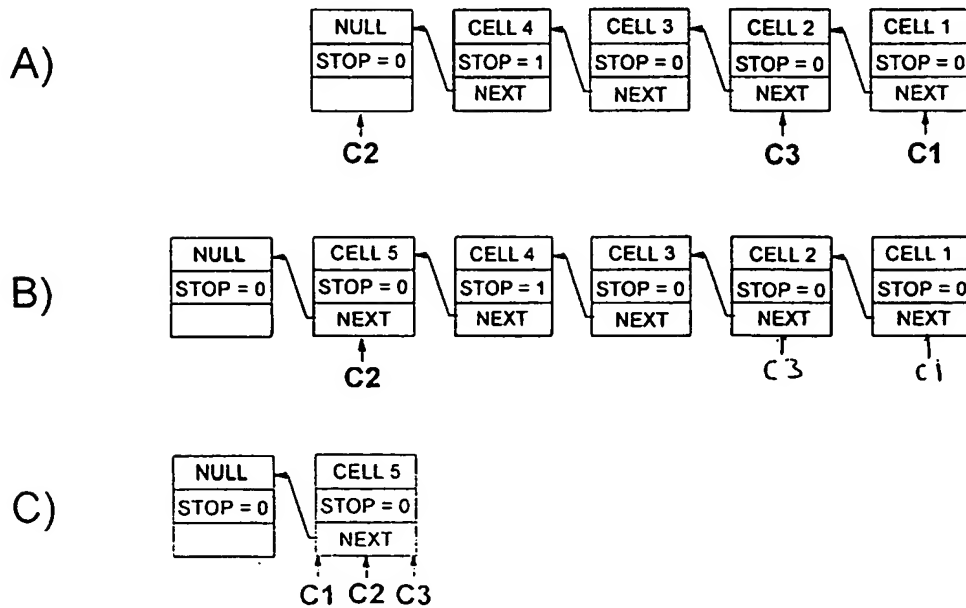 A)
NULL CELL 4 CELL 3 CELL 2 CELL 1
STOP = 0 STOP = 1 STOP = 0 STOP = 0 STOP = 0
NEXT NEXT NEXT NEXT
C2 C3 C1
B)
NULL CELL 5 CELL 4 CELL 3 CELL 2 CELL 1
STOP = 0 STOP = 0 STOP = 1 STOP = 0 STOP = 0 STOP = 0
NEXT NEXT NEXT NEXT NEXT
C2 C3 C1
C)
NULL CELL 5
STOP = 0 STOP = 0
NEXT
C1 C2 C3